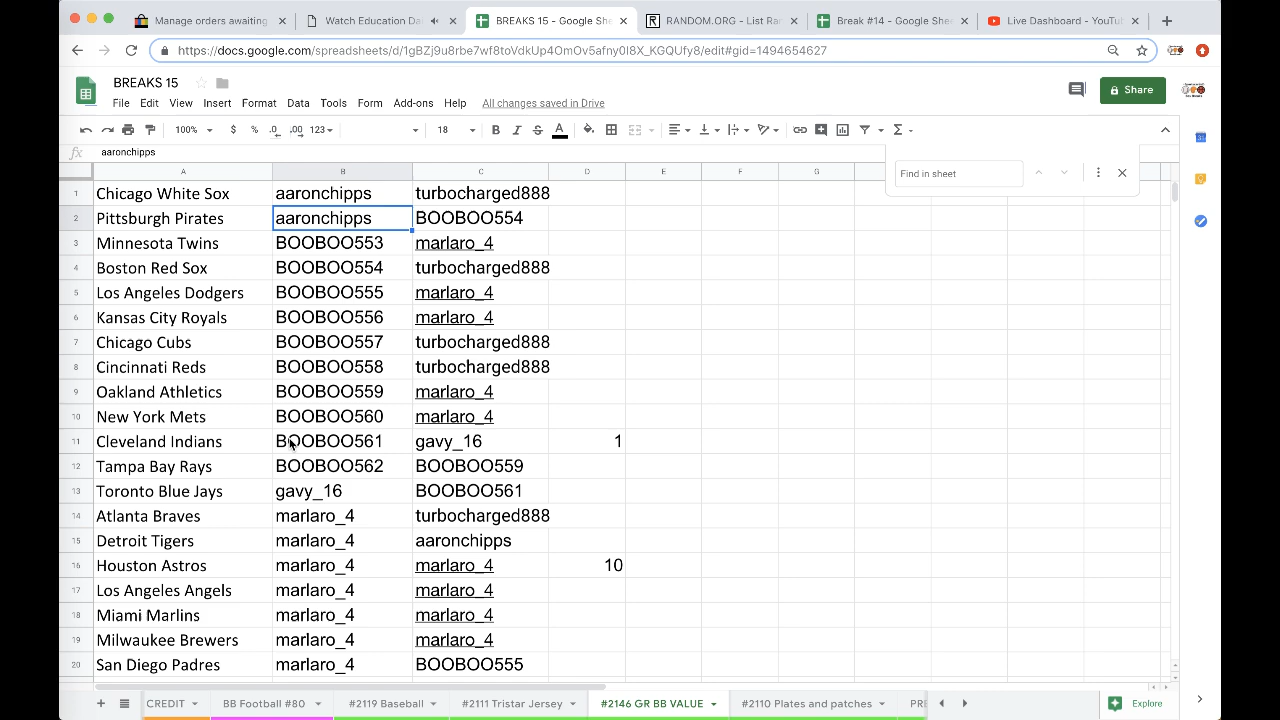 Manage orders awaiting
Watch Education Da
BREAKS 15 - Google She
RANDOM.ORG - List Ran
Break #14 - Google Shee
Live Dashboard - YouTu
https://docs.google.com/spreadsheets/d/1gBZj9u3rbe7wf8toVdkUp4OmOv5afny0I8X_KGQUfy8/edit#gid=1494654627
BREAKS 15
File Edit View Insert Format Data Tools Form Add-ons Help All changes saved in Drive
Share
100% $ % .0 .00 123 18 B I S A
fx aaronchipps
Find in sheet
A B C D E F G
1 Chicago White Sox aaronchipps turbocharged888
2 Pittsburgh Pirates aaronchipps BOOBOO554
3 Minnesota Twins BOOBOO553 marlaro_4
4 Boston Red Sox BOOBOO554 turbocharged888
5 Los Angeles Dodgers BOOBOO555 marlaro_4
6 Kansas City Royals BOOBOO556 marlaro_4
7 Chicago Cubs BOOBOO557 turbocharged888
8 Cincinnati Reds BOOBOO558 turbocharged888
9 Oakland Athletics BOOBOO559 marlaro_4
10 New York Mets BOOBOO560 marlaro_4
11 Cleveland Indians BOOBOO561 gavy_16 1
12 Tampa Bay Rays BOOBOO562 BOOBOO559
13 Toronto Blue Jays gavy_16 BOOBOO561
14 Atlanta Braves marlaro_4 turbocharged888
15 Detroit Tigers marlaro_4 aaronchipps
16 Houston Astros marlaro_4 marlaro_4 10
17 Los Angeles Angels marlaro_4 marlaro_4
18 Miami Marlins marlaro_4 marlaro_4
19 Milwaukee Brewers marlaro_4 marlaro_4
20 San Diego Padres marlaro_4 BOOBOO555
CREDIT BB Football #80 #2119 Baseball #2111 Tristar Jersey #2146 GR BB VALUE #2110 Plates and patches PRE Explore